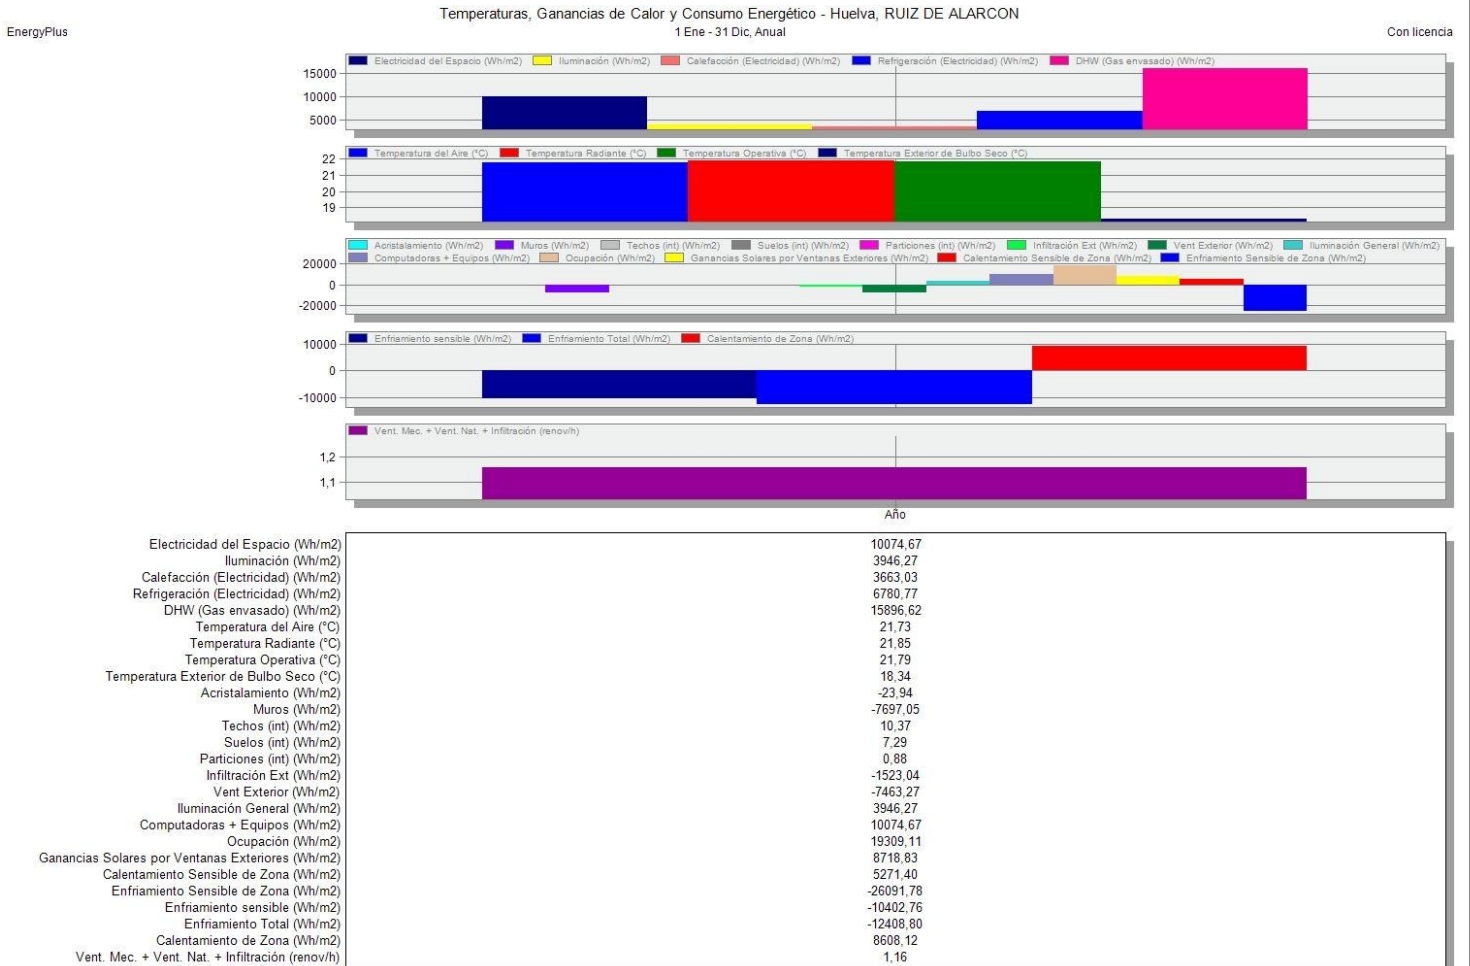 Temperaturas, Ganancias de Calor y Consumo Energético - Huelva, RUIZ DE ALARCON
EnergyPlus 1 Ene - 31 Dic, Anual Con licencia
Electricidad del Espacio (Wh/m2) Iluminación (Wh/m2) Calefacción (Electricidad) (Wh/m2) Refrigeración (Electricidad) (Wh/m2) DHW (Gas envasado) (Wh/m2)
15000
10000
5000
Temperatura del Aire (°C) Temperatura Radiante (°C) Temperatura Operativa (°C) Temperatura Exterior de Bulbo Seco (°C)
22
21
20
19
Acristalamiento (Wh/m2) Muros (Wh/m2) Techos (int) (Wh/m2) Suelos (int) (Wh/m2) Particiones (int) (Wh/m2) Infiltración Ext (Wh/m2) Vent Exterior (Wh/m2) Iluminación General (Wh/m2)
Computadoras + Equipos (Wh/m2) Ocupación (Wh/m2) Ganancias Solares por Ventanas Exteriores (Wh/m2) Calentamiento Sensible de Zona (Wh/m2) Enfriamiento Sensible de Zona (Wh/m2)
20000
0
-20000
Enfriamiento sensible (Wh/m2) Enfriamiento Total (Wh/m2) Calentamiento de Zona (Wh/m2)
10000
0
-10000
Vent. Mec. + Vent. Nat. + Infiltración (renov/h)
1,2
1,1
Año
Electricidad del Espacio (Wh/m2) 10074,67
Iluminación (Wh/m2) 3946,27
Calefacción (Electricidad) (Wh/m2) 3663,03
Refrigeración (Electricidad) (Wh/m2) 6780,77
DHW (Gas envasado) (Wh/m2) 15896,62
Temperatura del Aire (°C) 21,73
Temperatura Radiante (°C) 21,85
Temperatura Operativa (°C) 21,79
Temperatura Exterior de Bulbo Seco (°C) 18,34
Acristalamiento (Wh/m2) -23,94
Muros (Wh/m2) -7697,05
Techos (int) (Wh/m2) 10,37
Suelos (int) (Wh/m2) 7,29
Particiones (int) (Wh/m2) 0,88
Infiltración Ext (Wh/m2) -1523,04
Vent Exterior (Wh/m2) -7463,27
Iluminación General (Wh/m2) 3946,27
Computadoras + Equipos (Wh/m2) 10074,67
Ocupación (Wh/m2) 19309,11
Ganancias Solares por Ventanas Exteriores (Wh/m2) 8718,83
Calentamiento Sensible de Zona (Wh/m2) 5271,40
Enfriamiento Sensible de Zona (Wh/m2) -26091,78
Enfriamiento sensible (Wh/m2) -10402,76
Enfriamiento Total (Wh/m2) -12408,80
Calentamiento de Zona (Wh/m2) 8608,12
Vent. Mec. + Vent. Nat. + Infiltración (renov/h) 1,16